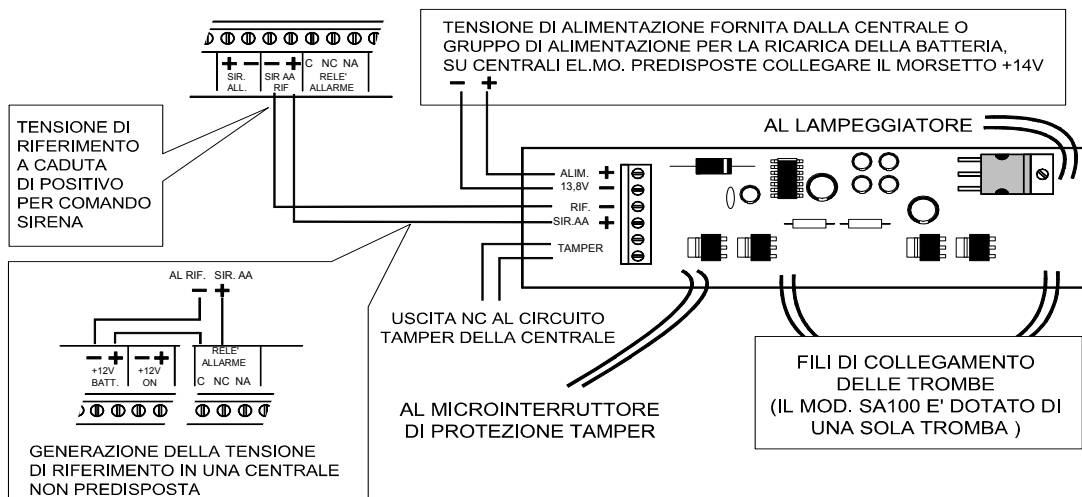 TENSIONE DI ALIMENTAZIONE FORNITA DALLA CENTRALE O
GRUPPO DI ALIMENTAZIONE PER LA RICARICA DELLA BATTERIA,
SU CENTRALI EL.MO. PREDISPOSTE COLLEGARE IL MORSETTO +14V
− +
+ − − + C NC NA
SIR. SIR AA RELE'
ALL. RIF ALLARME
TENSIONE DI
RIFERIMENTO
A CADUTA
DI POSITIVO
PER COMANDO
SIRENA
AL LAMPEGGIATORE
ALIM. +
13,8V −
RIF. −
SIR.AA +
TAMPER
USCITA NC AL CIRCUITO
TAMPER DELLA CENTRALE
AL MICROINTERRUTTORE
DI PROTEZIONE TAMPER
FILI DI COLLEGAMENTO
DELLE TROMBE
(IL MOD. SA100 E' DOTATO DI
UNA SOLA TROMBA )
AL RIF. SIR. AA
− +
− + − + RELE'
+12V +12V ALLARME
BATT. ON C NC NA
GENERAZIONE DELLA TENSIONE
DI RIFERIMENTO IN UNA CENTRALE
NON PREDISPOSTA